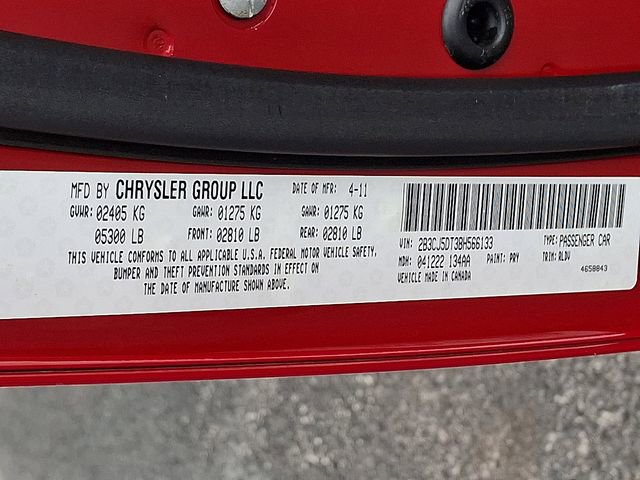 MFD BY CHRYSLER GROUP LLC DATE OF MFR: 4-11
GVWR: 02405 KG GAWR: 01275 KG GAWR: 01275 KG
05300 LB FRONT: 02810 LB REAR: 02810 LB
THIS VEHICLE CONFORMS TO ALL APPLICABLE U.S.A. FEDERAL MOTOR VEHICLE SAFETY,
BUMPER AND THEFT PREVENTION STANDARDS IN EFFECT ON
THE DATE OF MANUFACTURE SHOWN ABOVE.
VIN: 2B3CJ5DT3BH566133 TYPE: PASSENGER CAR
MDH: 041222 134AA PAINT: PRY TRIM: RLDV
VEHICLE MADE IN CANADA 4658843